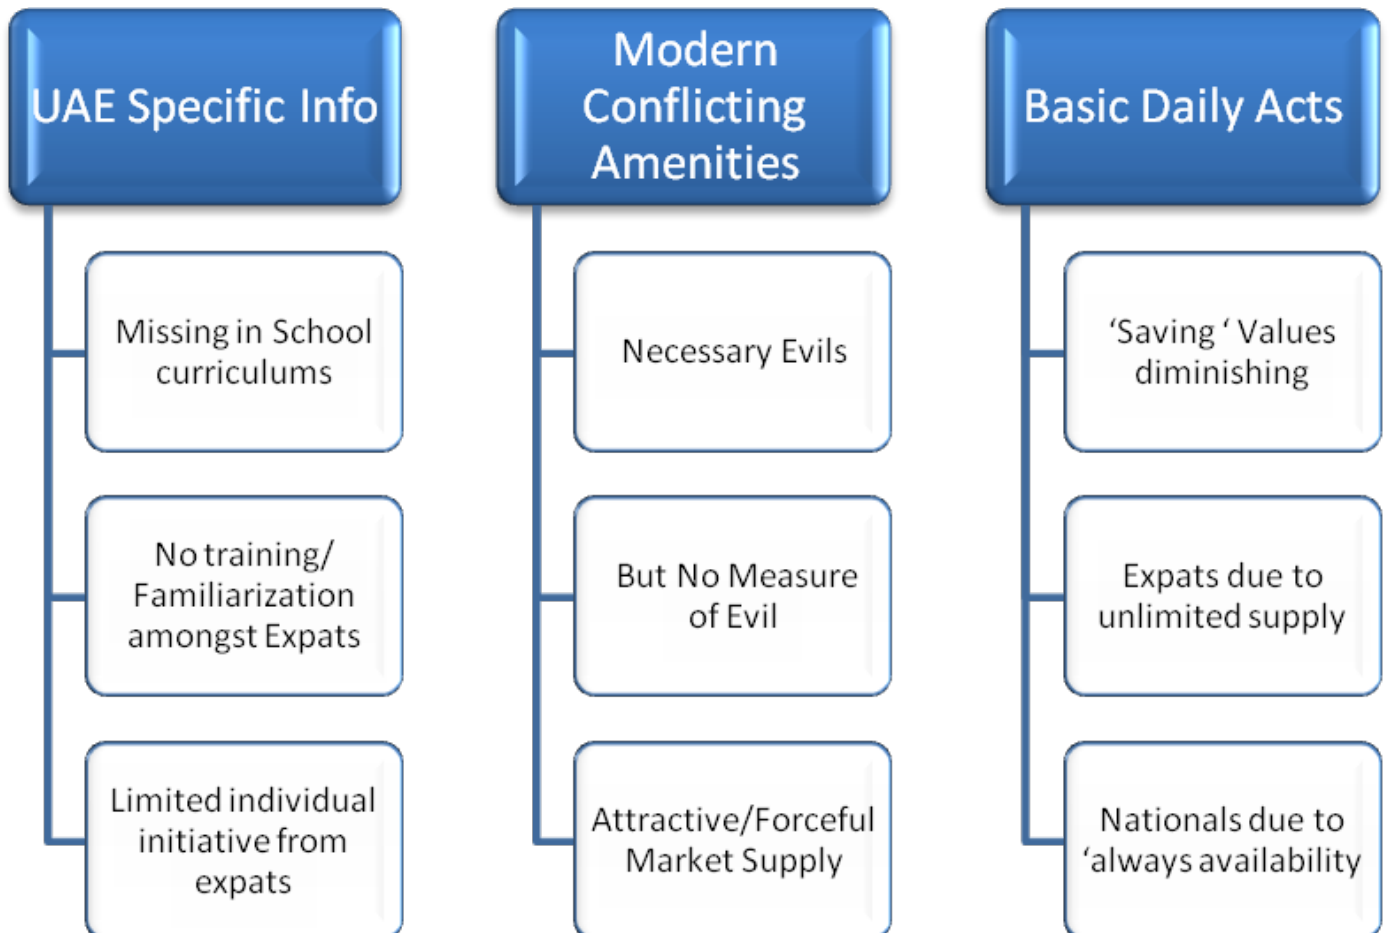 UAE Specific Info
Missing in School
curriculums
No training/
Familiarization
amongst Expats
Limited individual
initiative from
expats
Modern
Conflicting
Amenities
Necessary Evils
But No Measure
of Evil
Attractive/Forceful
Market Supply
Basic Daily Acts
‘Saving ‘ Values
diminishing
Expats due to
unlimited supply
Nationals due to
‘always availability